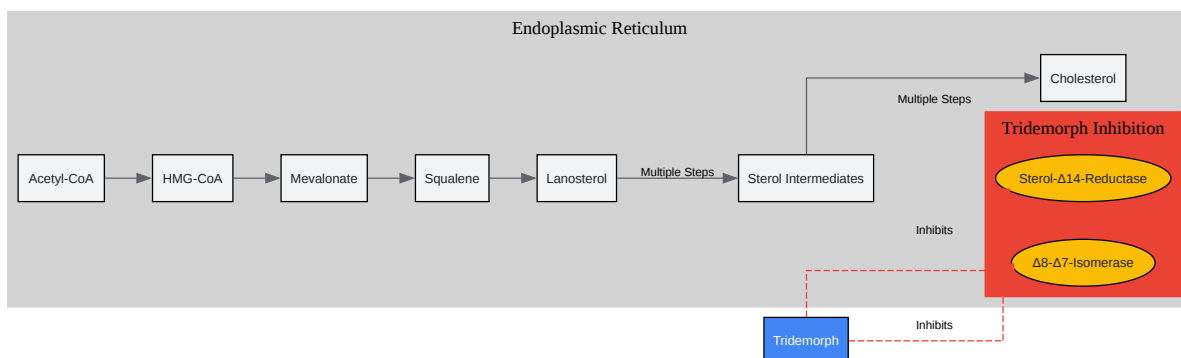 Endoplasmic Reticulum
Cholesterol
Multiple Steps
Tridemorph Inhibition
Acetyl-CoA
HMG-CoA
Mevalonate
Squalene
Lanosterol
Multiple Steps
Sterol Intermediates
Sterol-Δ14-Reductase
Inhibits
Δ8-Δ7-Isomerase
Inhibits
Tridemorph